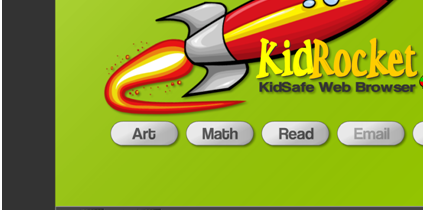 KidRocket
KidSafe Web Browser
Art Math Read Email